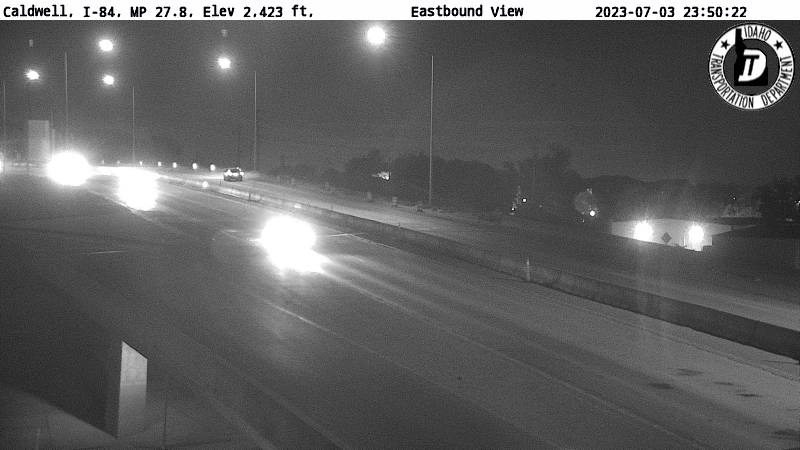 Caldwell, I-84, MP 27.8, Elev 2,423 ft, Eastbound View 2023-07-03 23:50:22
IDAHO
TRANSPORTATION DEPARTMENT